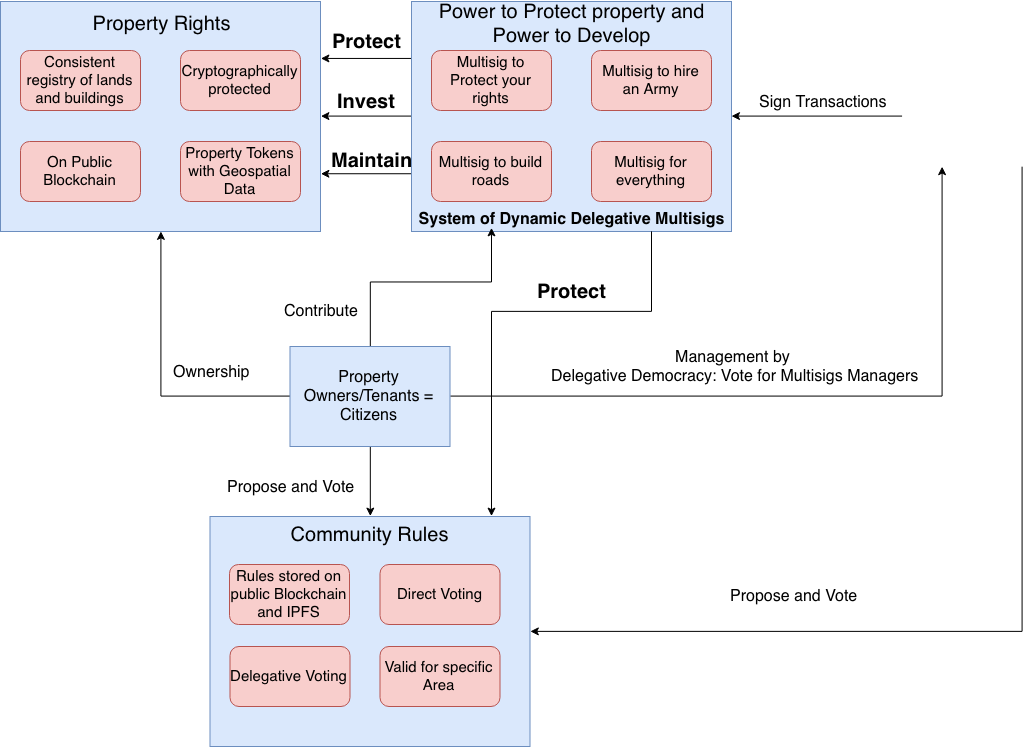 Property Rights
Consistent
registry of lands
and buildings
Cryptographically
protected
On Public
Blockchain
Property Tokens
with Geospatial
Data
Protect
Invest
Maintain
Power to Protect property and
Power to Develop
Multisig to
Protect your
rights
Multisig to hire
an Army
Multisig to build
roads
Multisig for
everything
System of Dynamic Delegative Multisigs
Sign Transactions
Contribute
Protect
Ownership
Property
Owners/Tenants =
Citizens
Management by
Delegative Democracy: Vote for Multisigs Managers
Propose and Vote
Community Rules
Rules stored on
public Blockchain
and IPFS
Direct Voting
Delegative Voting
Valid for specific
Area
Propose and Vote